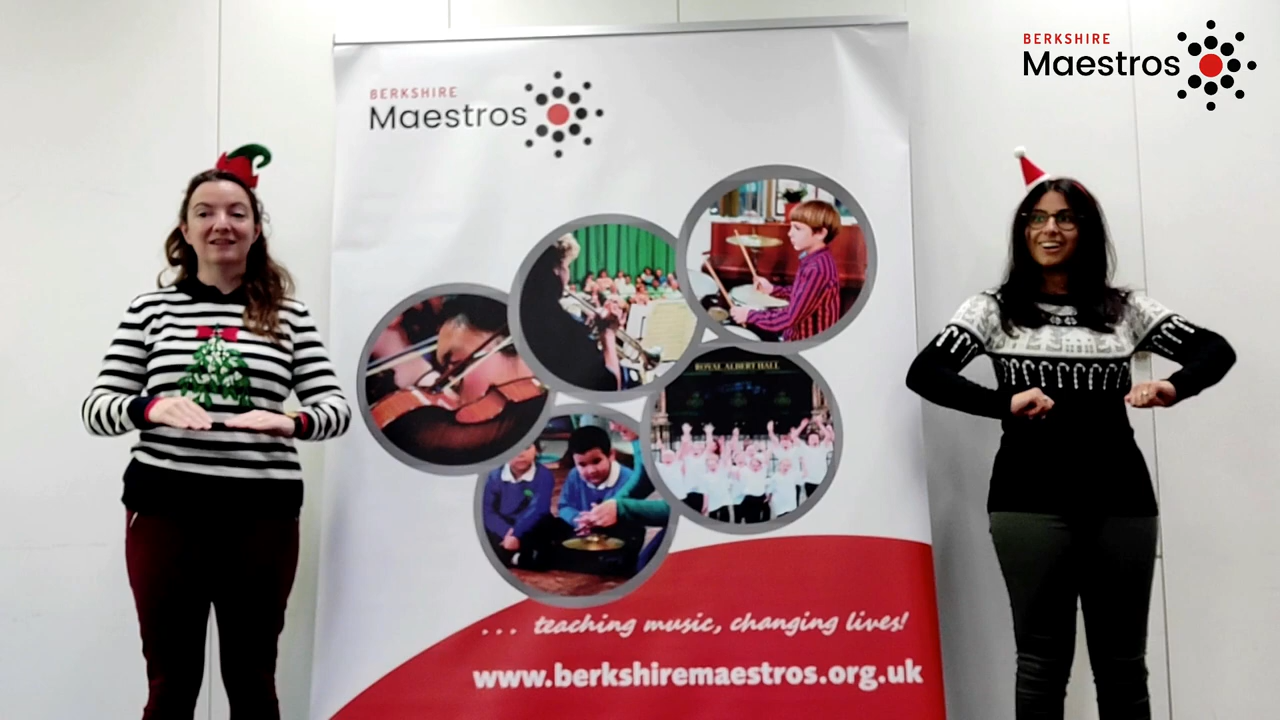 BERKSHIRE
Maestros
BERKSHIRE
Maestros
ROYAL ALBERT HALL
... teaching music, changing lives!
www.berkshiremaestros.org.uk